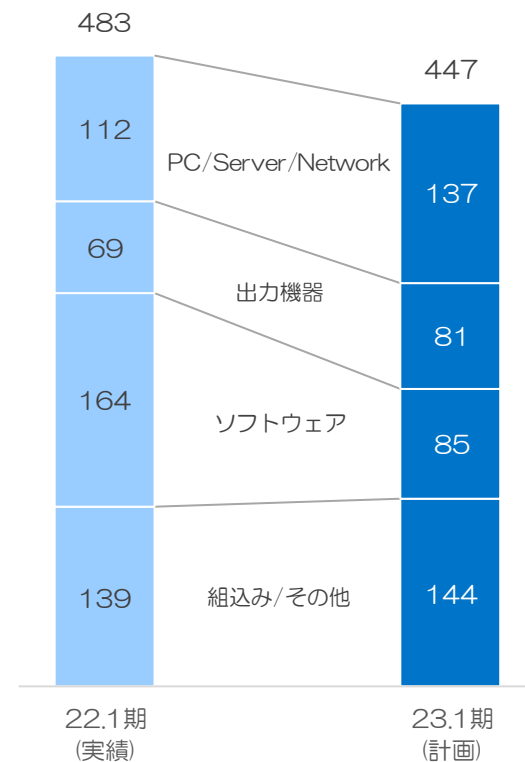 483
447
112
PC/Server/Network
137
69
出力機器
81
164
ソフトウェア
85
139
組込み/その他
144
22.1期
(実績)
23.1期
(計画)